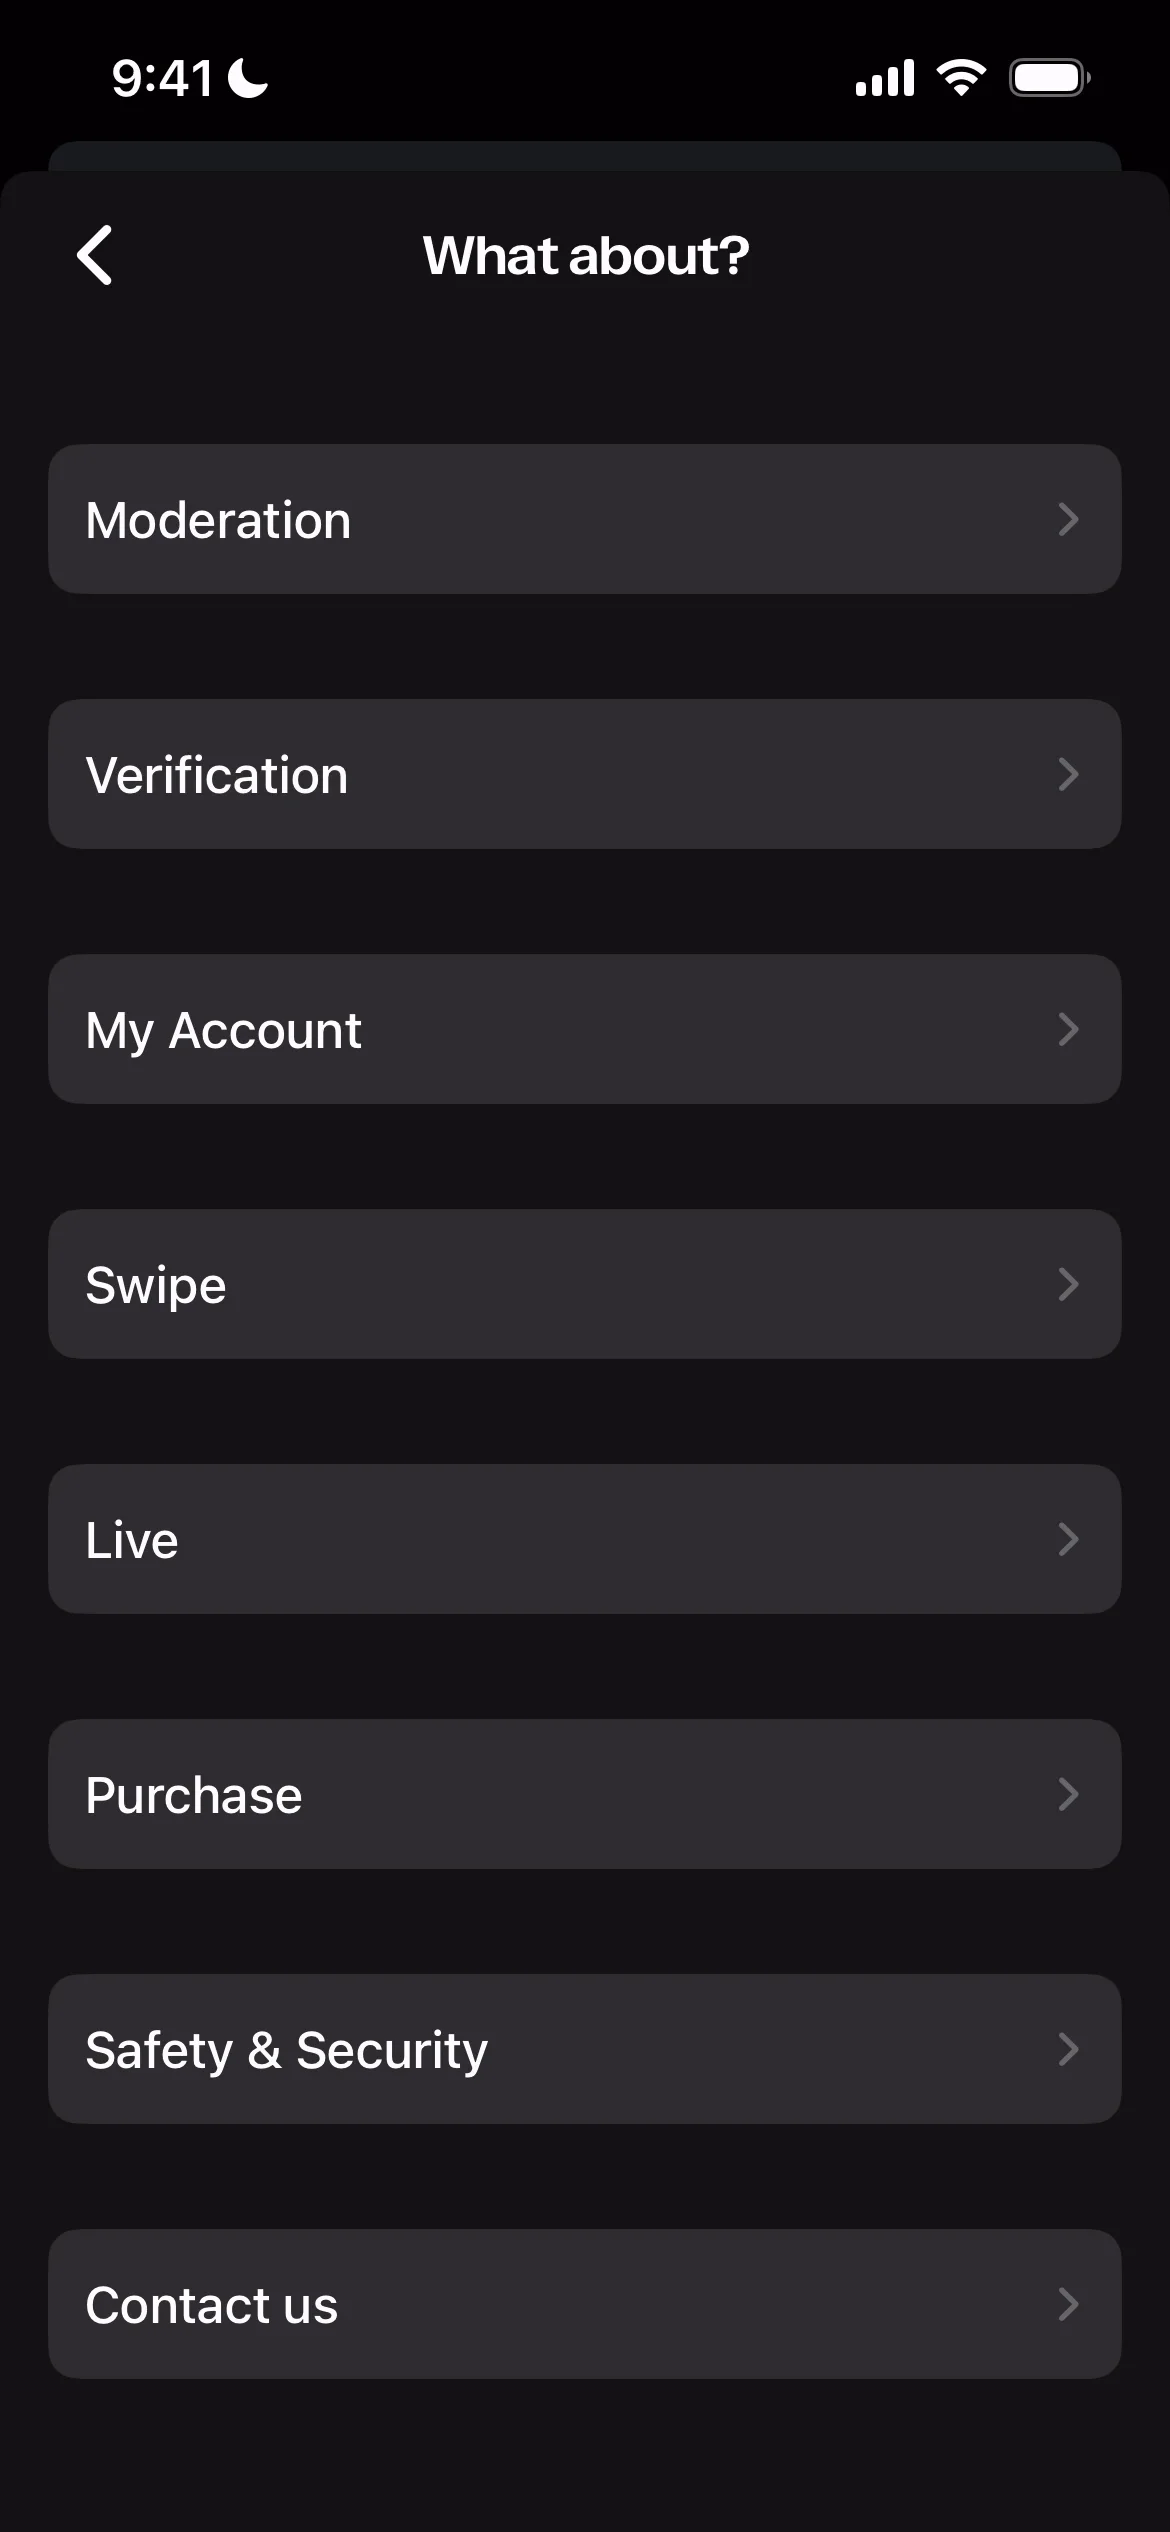 9:41
What about?
Moderation
Verification
My Account
Swipe
Live
Purchase
Safety & Security
Contact us